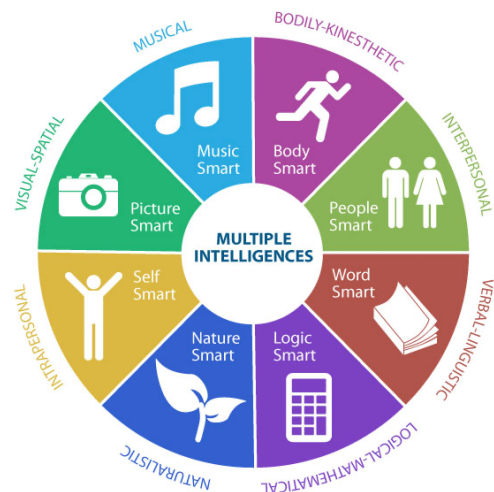 MUSICAL
BODILY-KINESTHETIC
VISUAL-SPATIAL
INTERPERSONAL
Music
Smart
Body
Smart
Picture
Smart
People
Smart
MULTIPLE
INTELLIGENCES
Self
Smart
Word
Smart
Nature
Smart
Logic
Smart
INTRAPERSONAL
VERBAL-LINGUISTIC
NATURALISTIC
LOGICAL-MATHEMATICAL